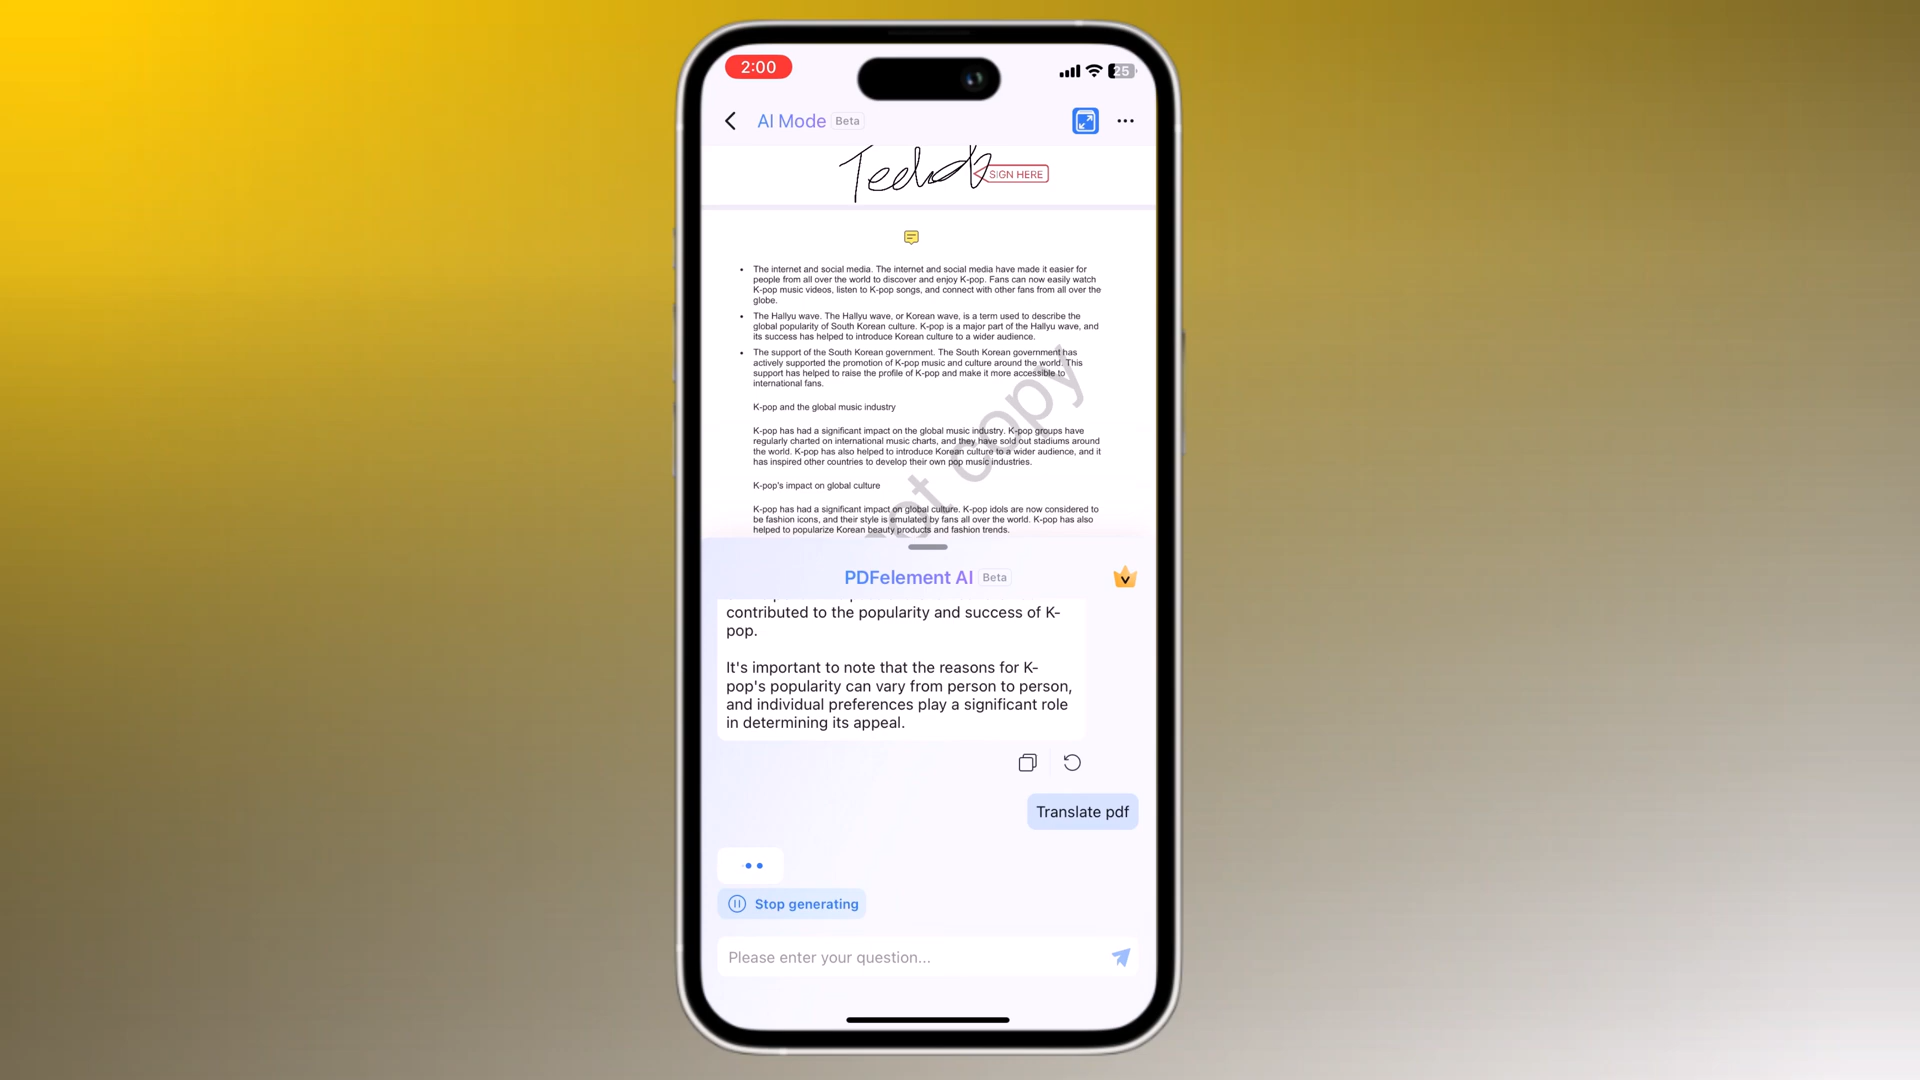 2:00
25
AI Mode Beta
SIGN HERE
The internet and social media. The internet and social media have made it easier for
people from all over the world to discover and enjoy K-pop. Fans can now easily watch
K-pop music videos, listen to K-pop songs, and connect with other fans from all over the
globe.
The Hallyu wave. The Hallyu wave, or Korean wave, is a term used to describe the
global popularity of South Korean culture. K-pop is a major part of the Hallyu wave, and
its success has helped to introduce Korean culture to a wider audience.
The support of the South Korean government. The South Korean government has
actively supported the promotion of K-pop music and culture around the world. This
support has helped to raise the profile of K-pop and make it more accessible to
international fans.
K-pop and the global music industry
K-pop has had a significant impact on the global music industry. K-pop groups have
regularly charted on international music charts, and they have sold out stadiums around
the world. K-pop has also helped to introduce Korean culture to a wider audience, and it
has inspired other countries to develop their own pop music industries.
K-pop's impact on global culture
K-pop has had a significant impact on global culture. K-pop idols are now considered to
be fashion icons, and their style is emulated by fans all over the world. K-pop has also
helped to popularize Korean beauty products and fashion trends.
copy
PDFelement AI Beta
contributed to the popularity and success of K-
pop.
It's important to note that the reasons for K-
pop's popularity can vary from person to person,
and individual preferences play a significant role
in determining its appeal.
Translate pdf
Stop generating
Please enter your question...